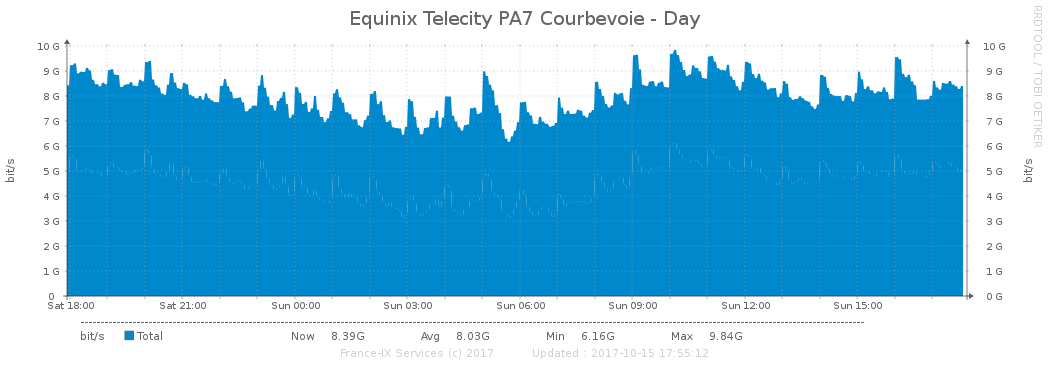 Equinix Telecity PA7 Courbevoie - Day
RRDTOOL / TOBI OETIKER
bit/s
10 G
9 G
8 G
7 G
6 G
5 G
4 G
3 G
2 G
1 G
0
10 G
9 G
8 G
7 G
6 G
5 G
4 G
3 G
2 G
1 G
0 G
bit/s
Sat 18:00 Sat 21:00 Sun 00:00 Sun 03:00 Sun 06:00 Sun 09:00 Sun 12:00 Sun 15:00
bit/s Total Now 8.39G Avg 8.03G Min 6.16G Max 9.84G
France-IX Services (c) 2017 Updated : 2017-10-15 17:55:12